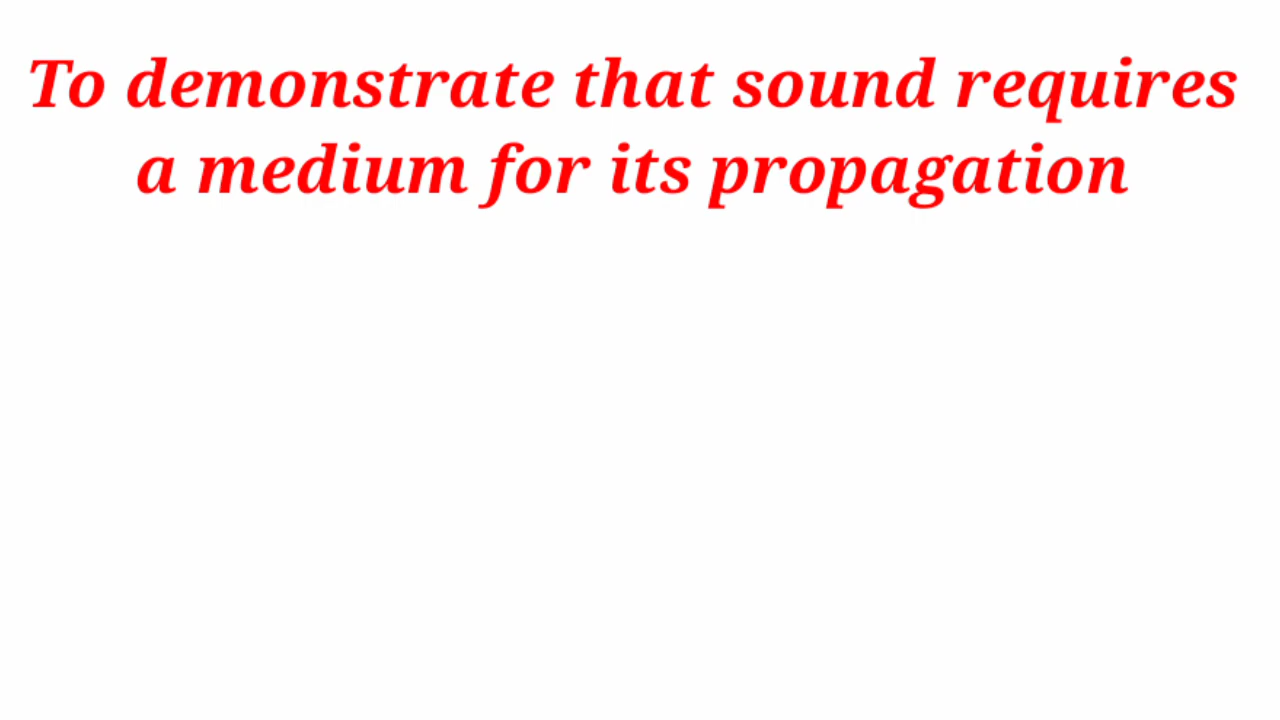 To demonstrate that sound requires
a medium for its propagation